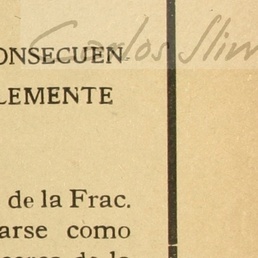 Carlos Slim
ONSECUEN
LEMENTE
de la Frac.
arse como